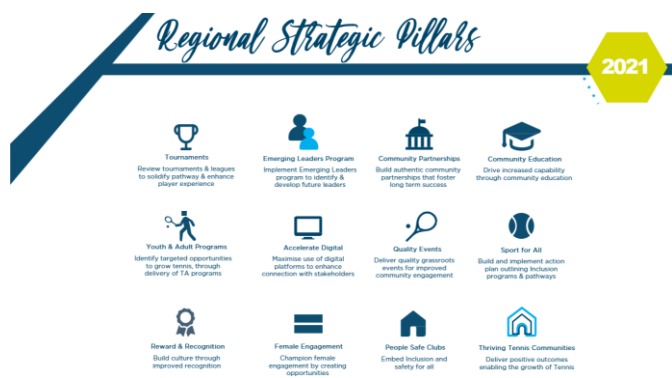 Regional Strategic Pillars
2021
Tournaments
Review tournaments & leagues
to solidify pathway & enhance
player experience
Emerging Leaders Program
Implement Emerging Leaders
program to identify &
develop future leaders
Community Partnerships
Build authentic community
partnerships that foster
long term success
Community Education
Drive increased capability
through community education
Youth & Adult Programs
Identify targeted opportunities
to grow tennis, through
delivery of TA programs
Accelerate Digital
Maximise use of digital
platforms to enhance
connection with stakeholders
Quality Events
Deliver quality grassroots
events for improved
community engagement
Sport for All
Build and implement action
plan outlining Inclusion
programs & pathways
Reward & Recognition
Build culture through
improved recognition
Female Engagement
Champion female
engagement by creating
opportunities
People Safe Clubs
Embed Inclusion and
safety for all
Thriving Tennis Communities
Deliver positive outcomes
enabling the growth of Tennis